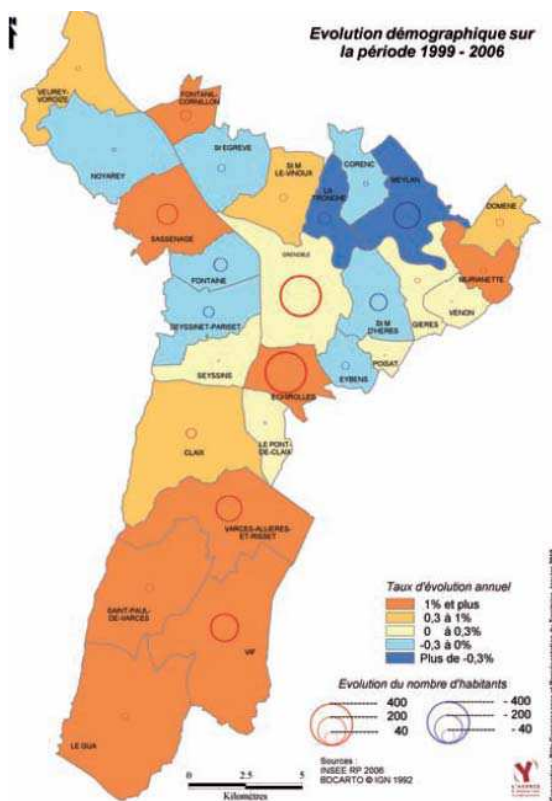 Evolution démographique sur
la période 1999 - 2006
VEUREY-
VOROIZE
FONTANIL-
CORNILLON
NOYAREY
ST EGREVE
ST M
LE-VINOUX
CORENC
MEYLAN
LA
TRONCHE
DOMENE
SASSENAGE
GRENOBLE
MURIANETTE
FONTAINE
GIERES
VENON
SEYSSINET-PARISET
ST M
D'HERES
POISAT
SEYSSINS
EYBENS
ECHIROLLES
LE PONT-
DE-CLAIX
CLAIX
VARCES-ALLIERES-
ET-RISSET
SAINT-PAUL-
DE-VARCES
VIF
LE GUA
Taux d'évolution annuel
1% et plus
0,3 à 1%
0 à 0,3%
-0,3 à 0%
Plus de -0,3%
Evolution du nombre d'habitants
400
200
40
- 400
- 200
- 40
Sources :
INSEE RP 2006
BDCARTO © IGN 1992
0 2.5 5
Kilomètres